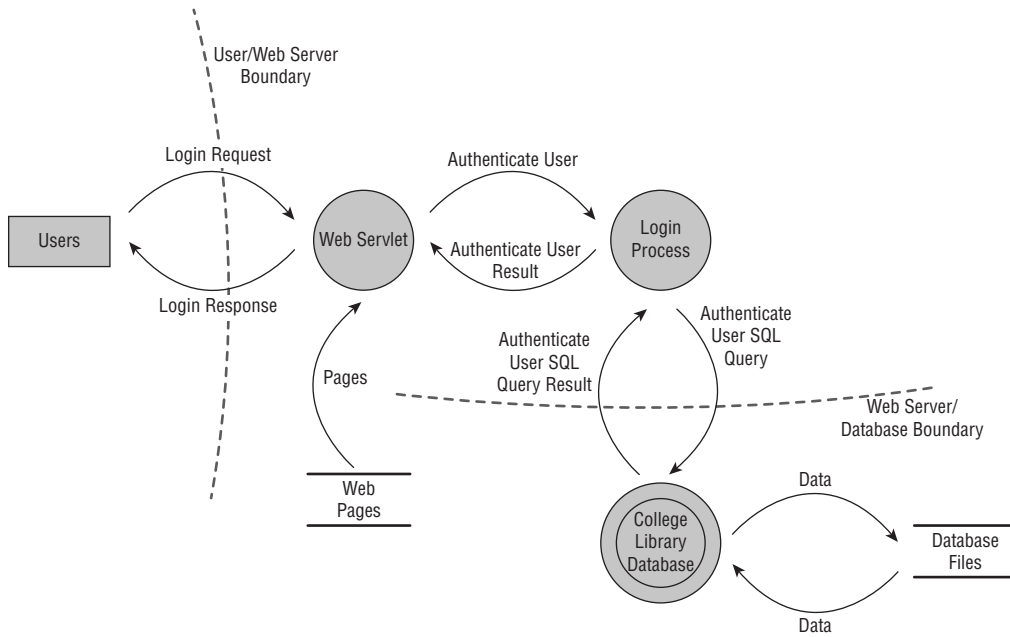 User/Web Server
Boundary
Login Request
Authenticate User
Users
Web Servlet
Login
Process
Authenticate User
Result
Login Response
Authenticate
User SQL
Query
Authenticate
User SQL
Query Result
Pages
Web Server/
Database Boundary
Web
Pages
Data
College
Library
Database
Database
Files
Data